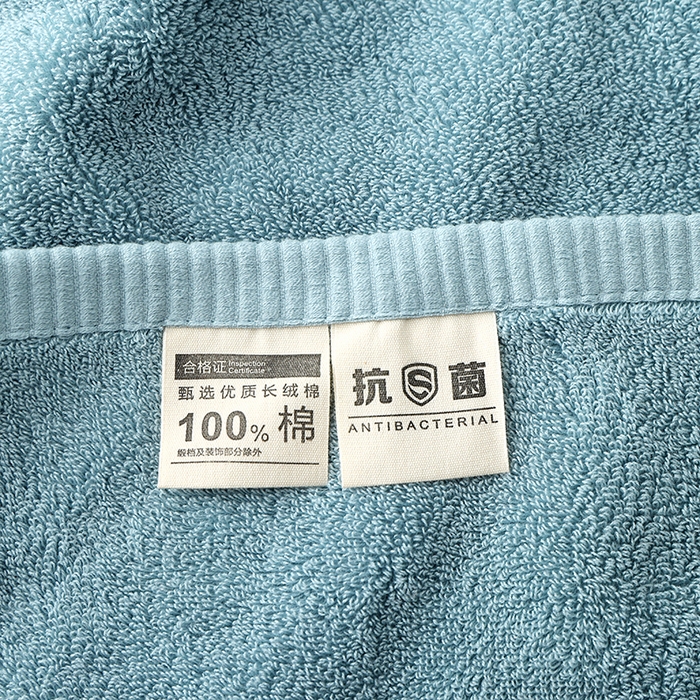 合格证 Inspection Certificate
甄选优质长绒棉
100% 棉
缎档及装饰部分除外
抗 S 菌
ANTIBACTERIAL